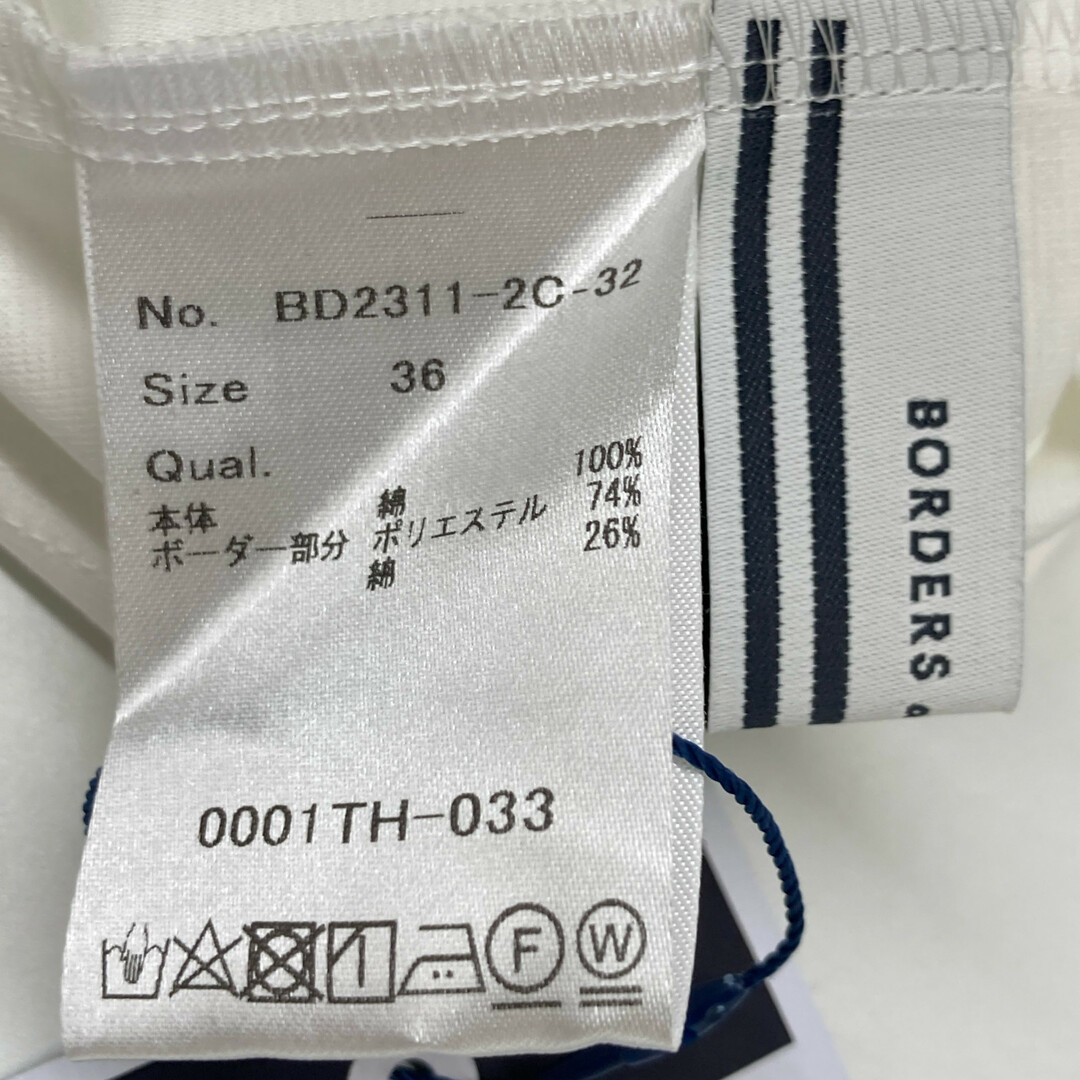 No. BD2311-2C-32
Size 36
Qual.
本体 綿 100%
ボーダー部分 ポリエステル 74%
綿 26%
0001TH-033
F W
BORDERS